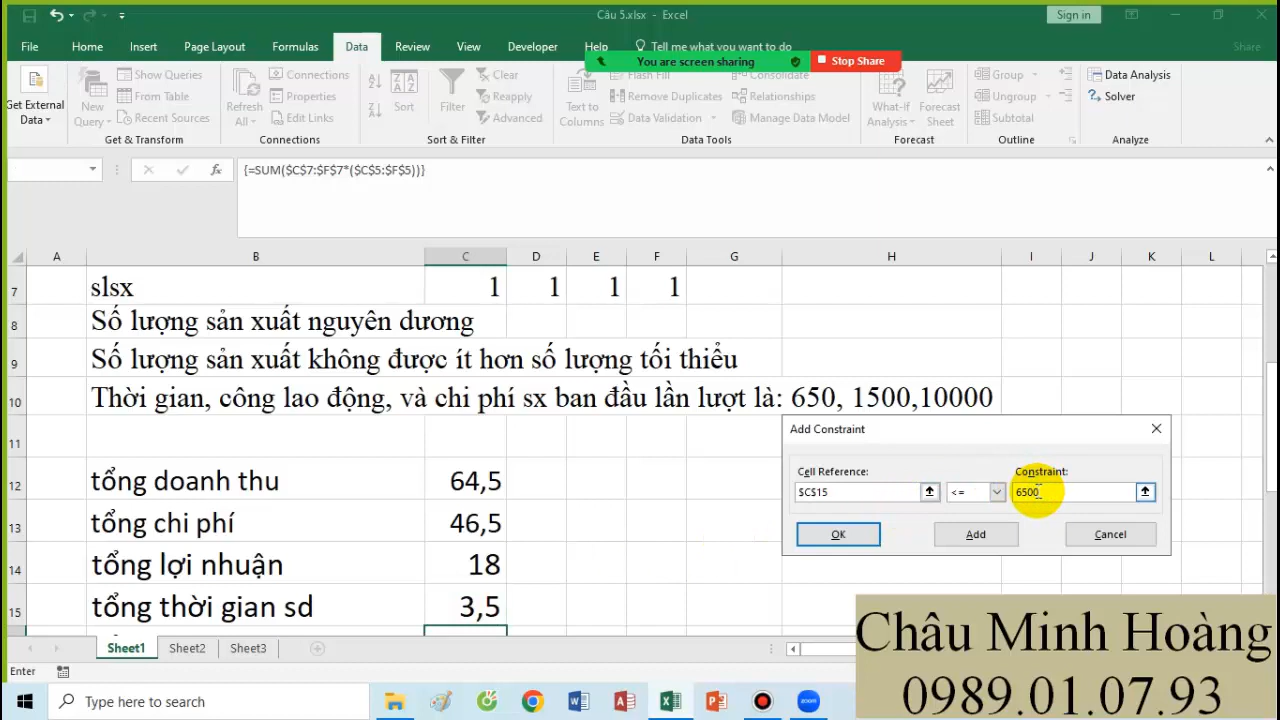 Câu 5.xlsx - Excel
Sign in
File Home Insert Page Layout Formulas Data Review View Developer Help Tell me what you want to do Share
You are screen sharing Stop Share
Get External Data
New Query
Show Queries
From Table
Recent Sources
Get & Transform
Refresh All
Connections
Properties
Edit Links
Connections
Sort
Filter
Clear
Reapply
Advanced
Sort & Filter
Text to Columns
Flash Fill
Remove Duplicates
Data Validation
Consolidate
Relationships
Manage Data Model
Data Tools
What-If Analysis
Forecast Sheet
Forecast
Group
Ungroup
Subtotal
Outline
Data Analysis
Solver
Analyze
fx {=SUM($C$7:$F$7*($C$5:$F$5))}
A B C D E F G H I J K L
7 slsx 1 1 1 1
8 Số lượng sản xuất nguyên dương
9 Số lượng sản xuất không được ít hơn số lượng tối thiểu
10 Thời gian, công lao động, và chi phí sx ban đầu lần lượt là: 650, 1500,10000
11
12 tổng doanh thu 64,5
13 tổng chi phí 46,5
14 tổng lợi nhuận 18
15 tổng thời gian sd 3,5
Add Constraint
Cell Reference: Constraint:
$C$15 <= 6500
OK Add Cancel
Sheet1 Sheet2 Sheet3
Enter
Châu Minh Hoàng
0989.01.07.93
Type here to search
zoom